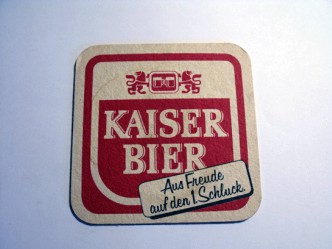 KAISER
BIER
Aus Freude
auf den 1. Schluck.